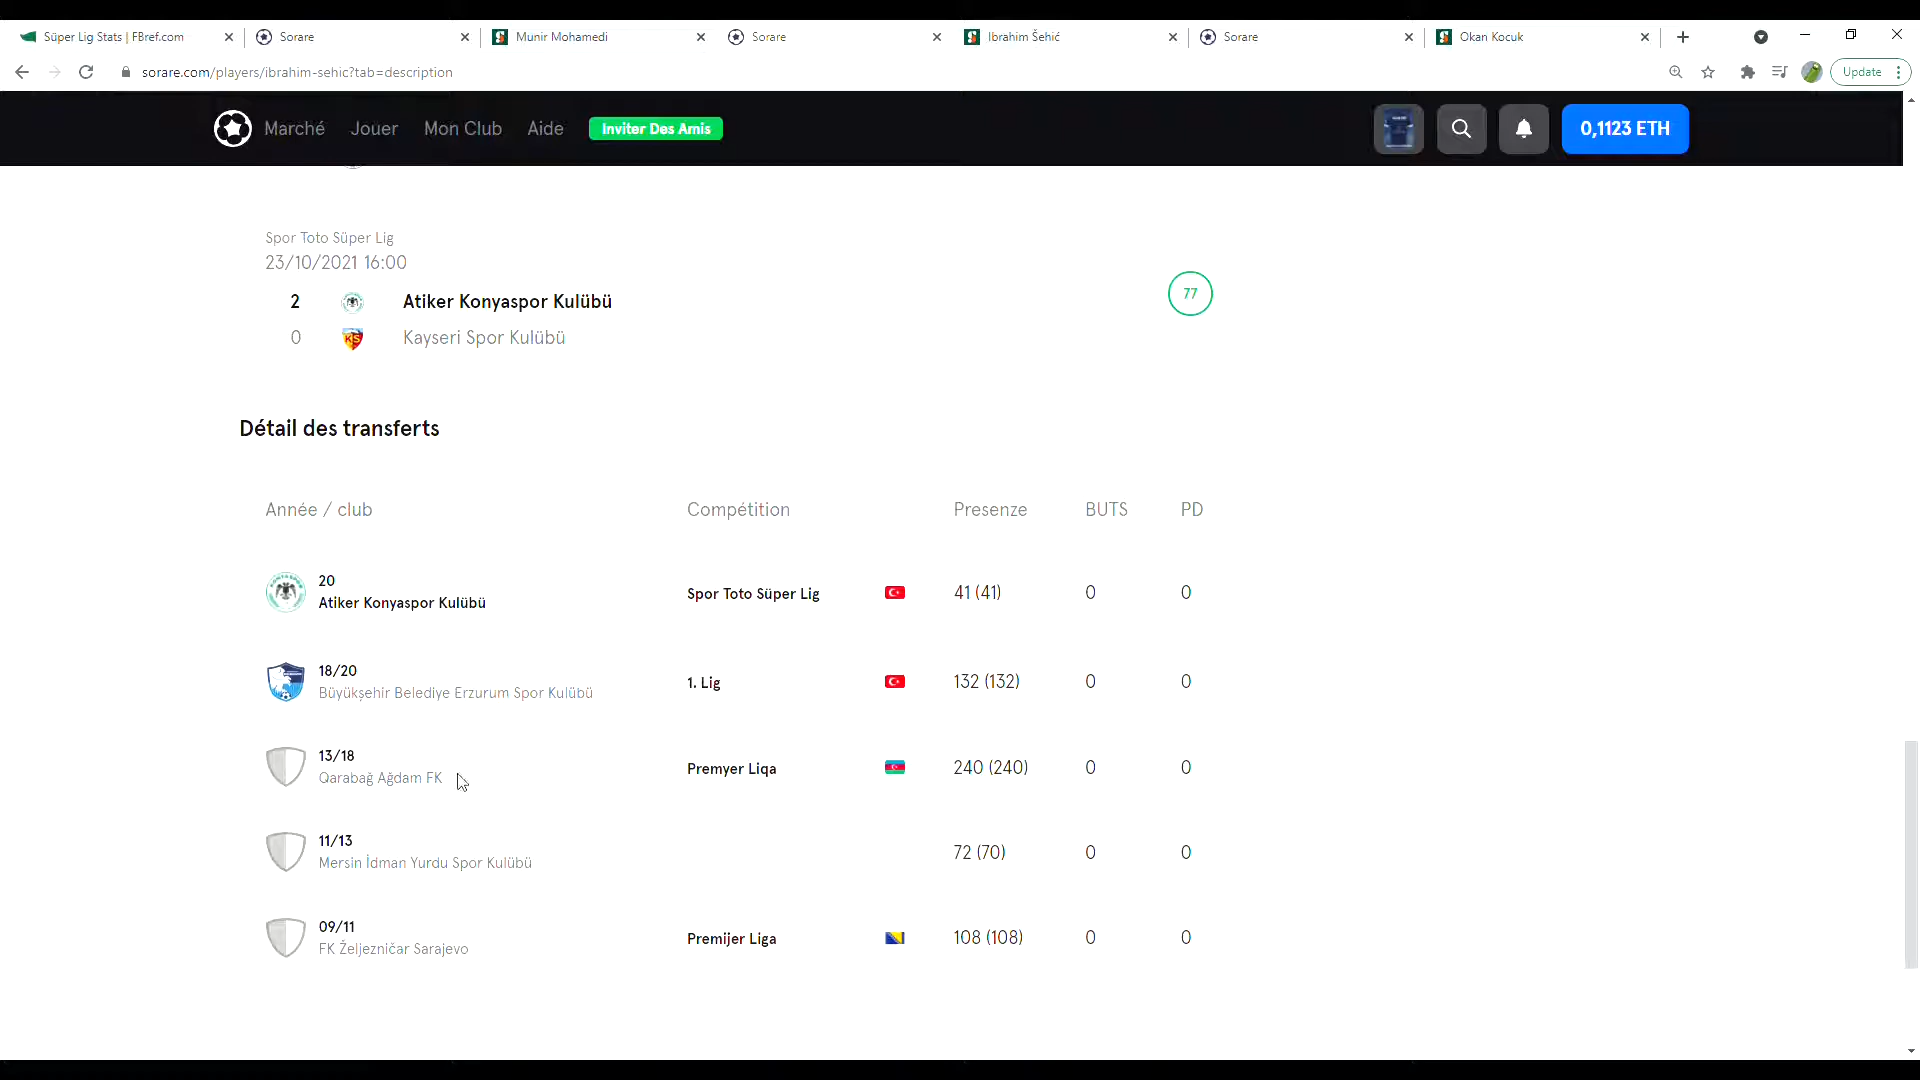 Süper Lig Stats | FBref.com
Sorare
Munir Mohamedi
Sorare
Ibrahim Šehić
Sorare
Okan Kocuk
sorare.com/players/ibrahim-sehic?tab=description
Update
Marché
Jouer
Mon Club
Aide
Inviter Des Amis
0,1123 ETH
Spor Toto Süper Lig
23/10/2021 16:00
2 Atiker Konyaspor Kulübü
77
0 Kayseri Spor Kulübü
Détail des transferts
Année / club Compétition Presenze BUTS PD
20
Atiker Konyaspor Kulübü
Spor Toto Süper Lig 41 (41) 0 0
18/20
Büyükşehir Belediye Erzurum Spor Kulübü
1. Lig 132 (132) 0 0
13/18
Qarabağ Ağdam FK
Premyer Liqa 240 (240) 0 0
11/13
Mersin İdman Yurdu Spor Kulübü
72 (70) 0 0
09/11
FK Željezničar Sarajevo
Premijer Liga 108 (108) 0 0